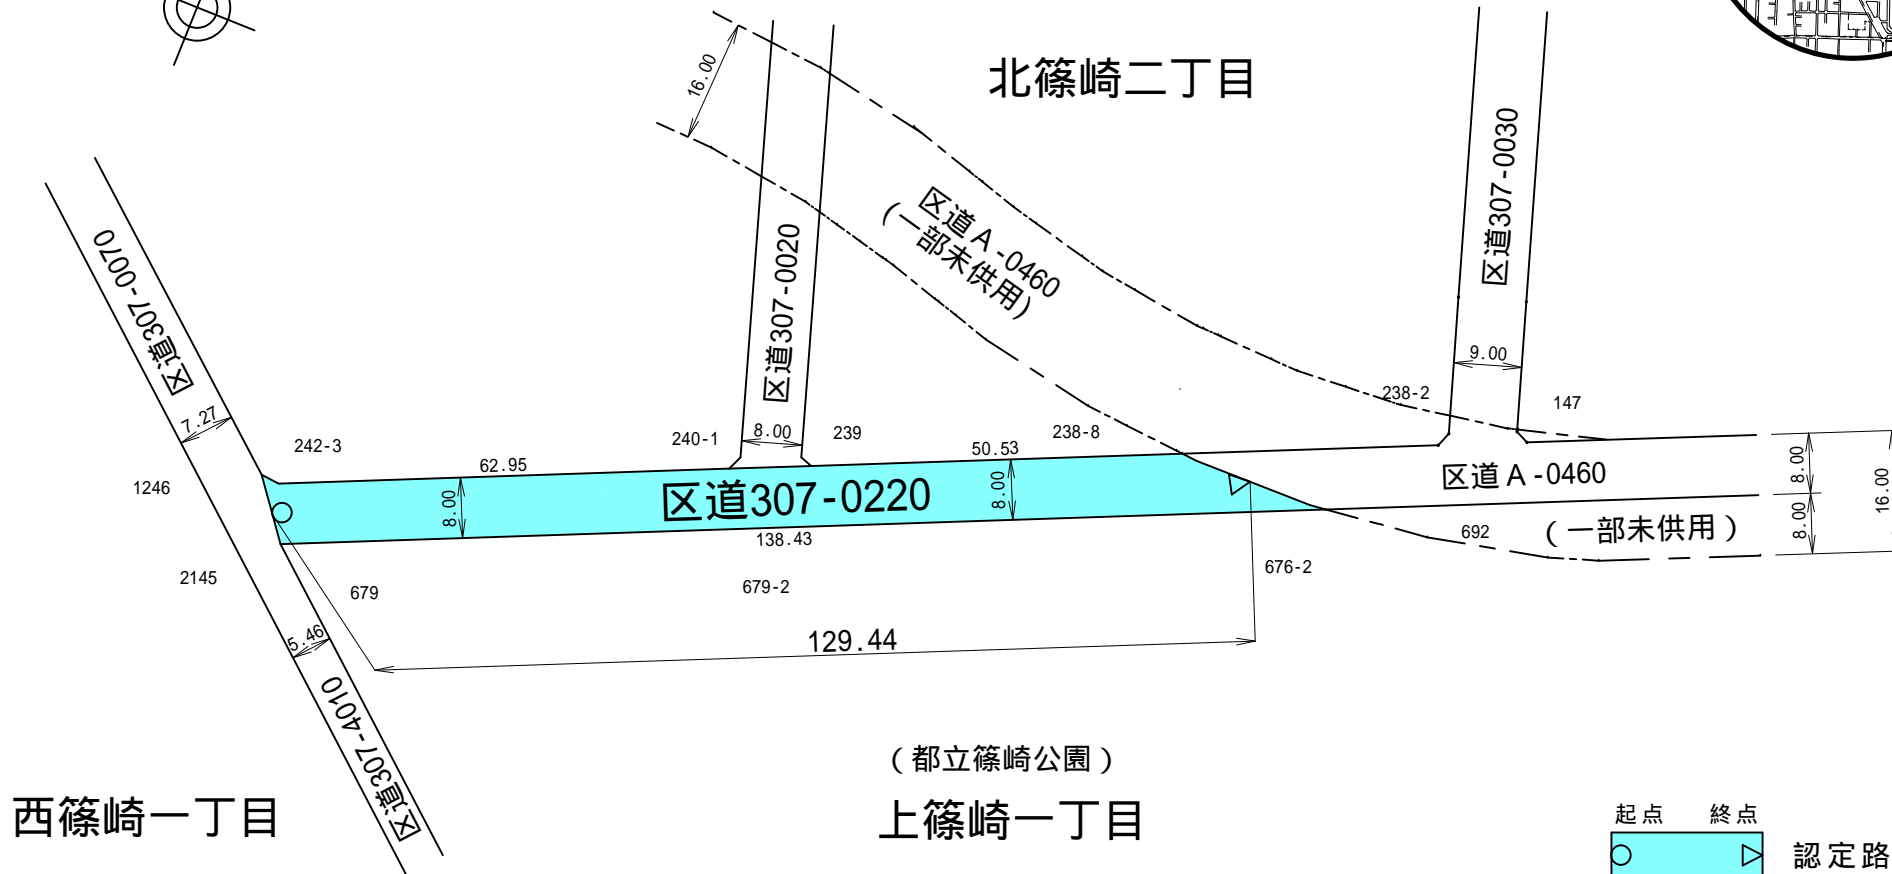 北篠崎二丁目
16.00
区道A-0460
(一部未供用)
区道307-0030
区道307-0020
区道307-0070
9.00
7.27
238-2
147
242-3
240-1
8.00
239
238-8
50.53
62.95
区道A-0460
8.00
16.00
1246
8.00
区道307-0220
8.00
8.00
(一部未供用)
138.43
692
2145
679
679-2
676-2
5.46
129.44
区道307-4010
(都立篠崎公園)
西篠崎一丁目
上篠崎一丁目
起点 終点
認定路